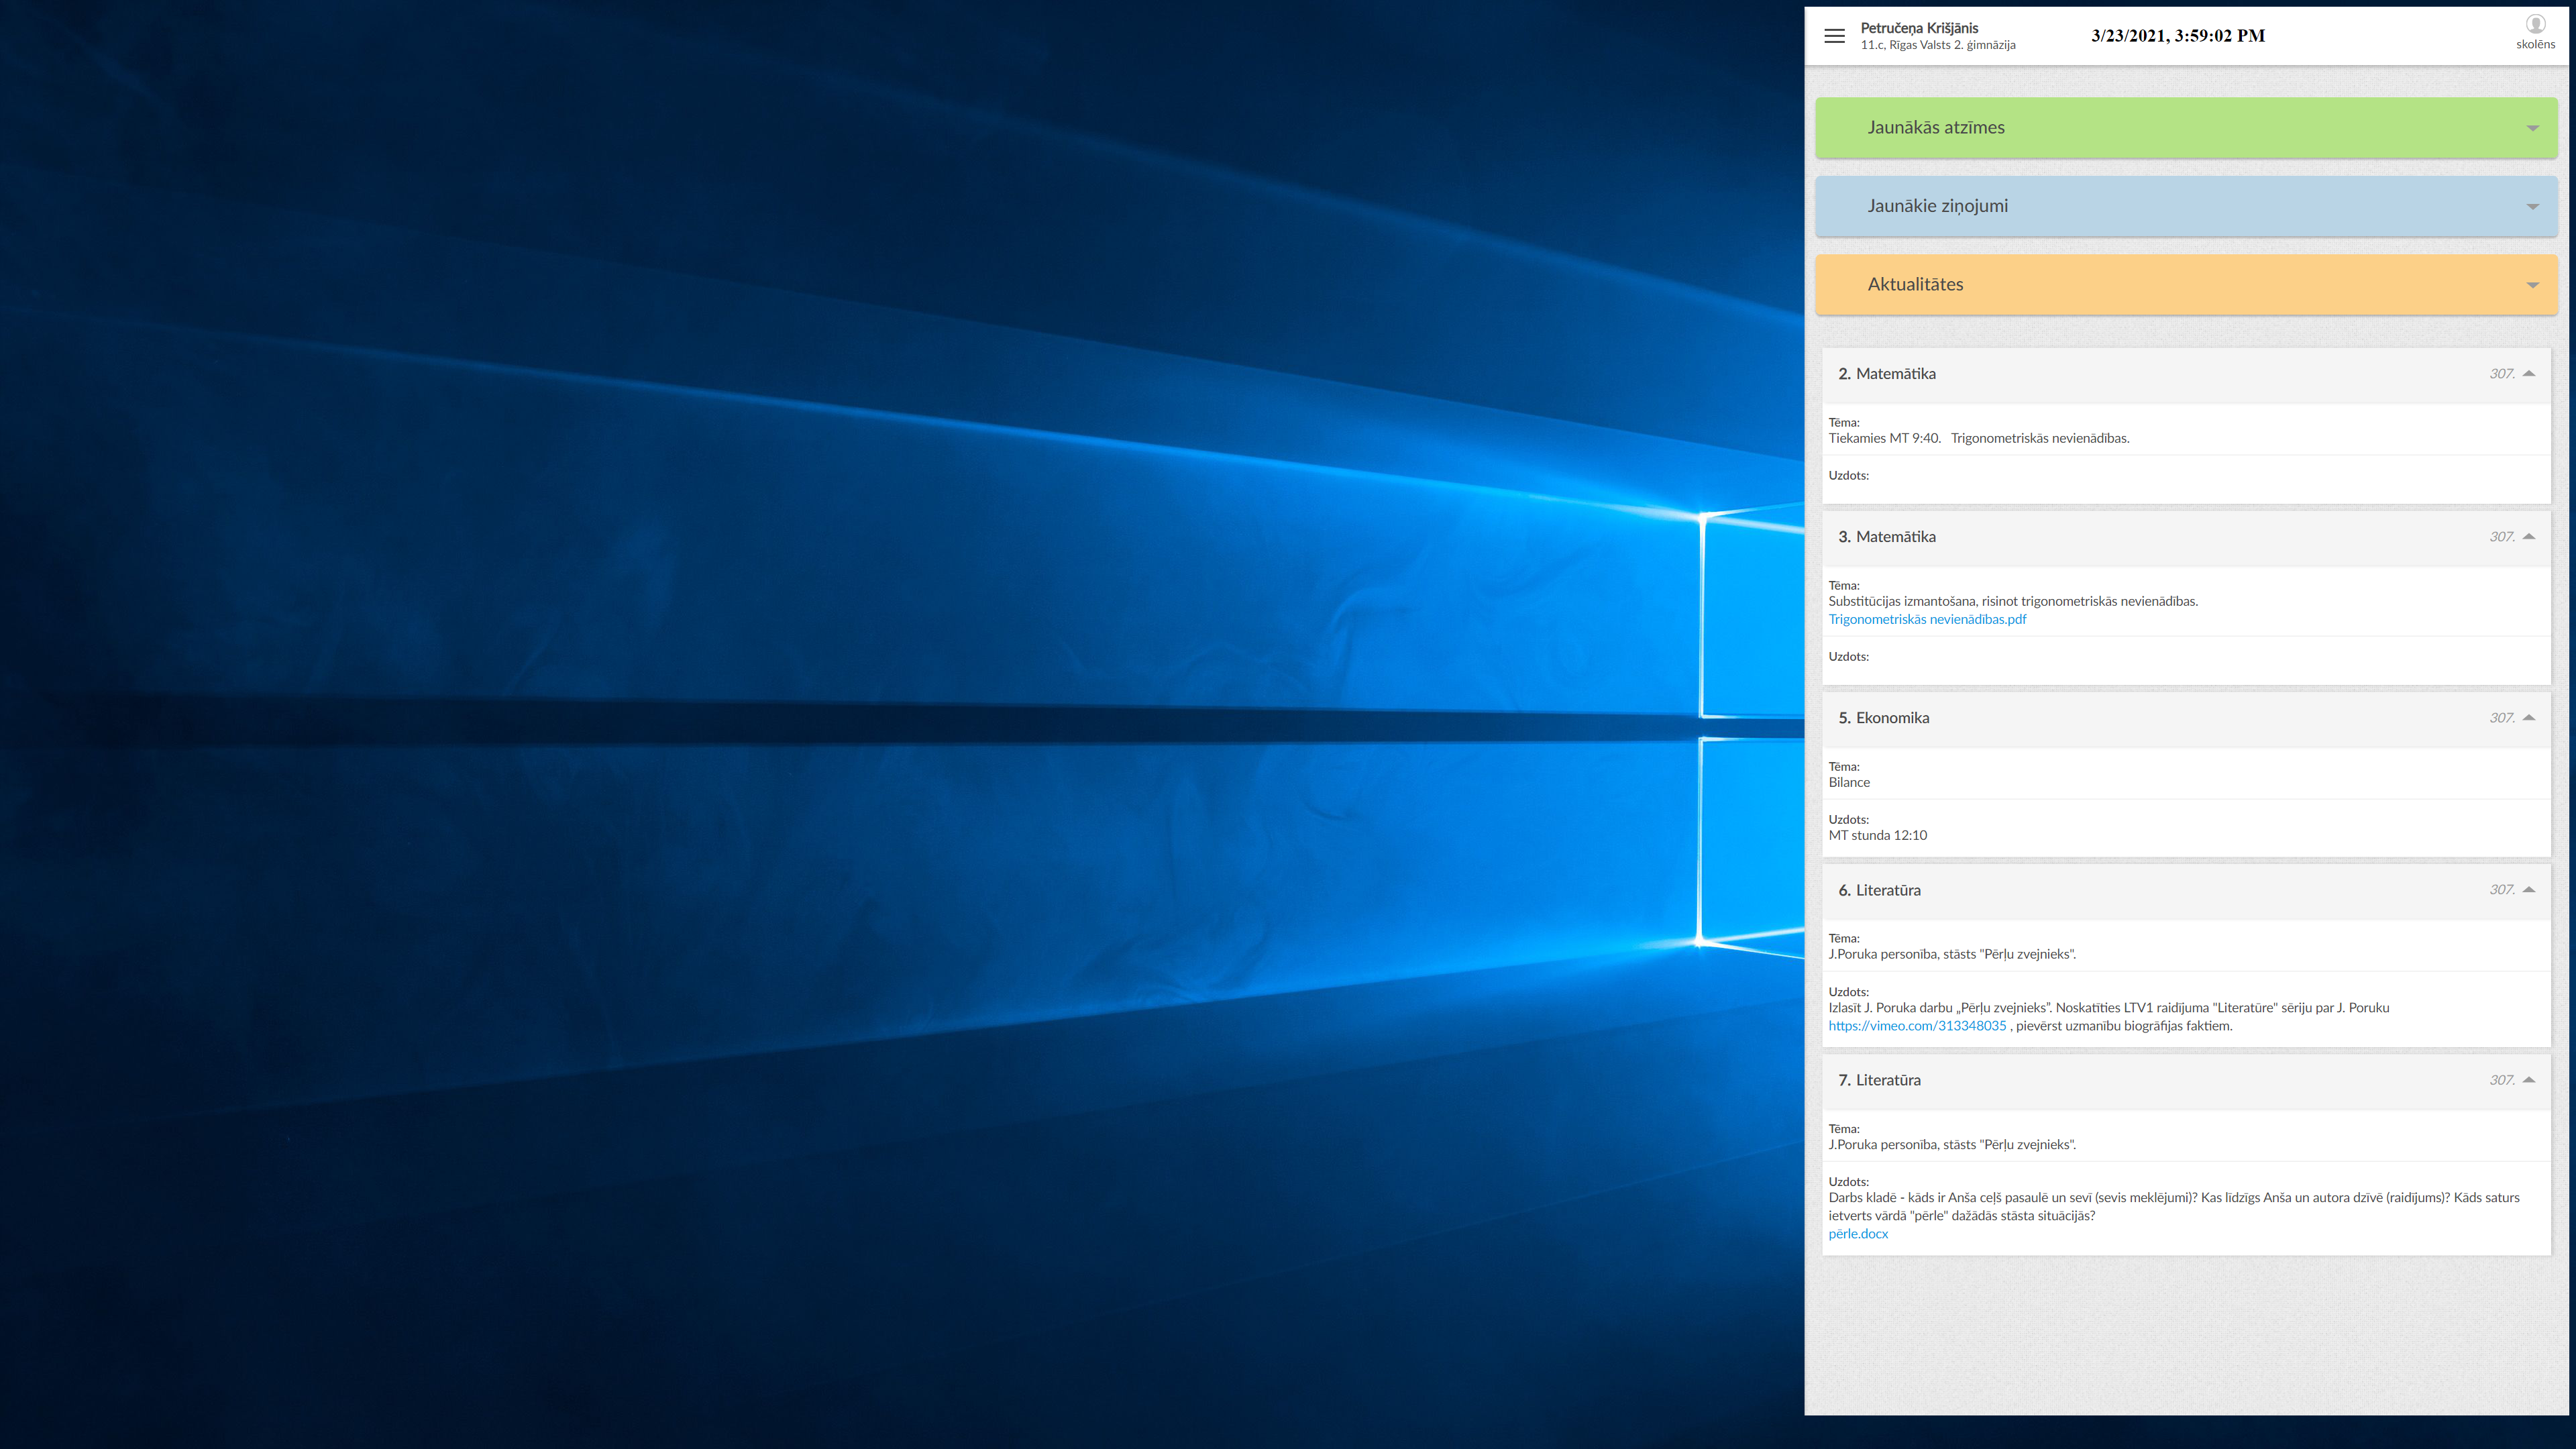 Petručeņa Krišjānis
11.c, Rīgas Valsts 2. ģimnāzija
3/23/2021, 3:59:02 PM
skolēns
Jaunākās atzīmes
Jaunākie ziņojumi
Aktualitātes
2. Matemātika 307.
Tēma:
Tiekamies MT 9:40. Trigonometriskās nevienādības.
Uzdots:
3. Matemātika 307.
Tēma:
Substitūcijas izmantošana, risinot trigonometriskās nevienādības.
Trigonometriskās nevienādības.pdf
Uzdots:
5. Ekonomika 307.
Tēma:
Bilance
Uzdots:
MT stunda 12:10
6. Literatūra 307.
Tēma:
J.Poruka personība, stāsts "Pērļu zvejnieks".
Uzdots:
Izlasīt J. Poruka darbu „Pērļu zvejnieks”. Noskatīties LTV1 raidījuma "Literatūre" sēriju par J. Poruku
https://vimeo.com/313348035 , pievērst uzmanību biogrāfijas faktiem.
7. Literatūra 307.
Tēma:
J.Poruka personība, stāsts "Pērļu zvejnieks".
Uzdots:
Darbs kladē - kāds ir Anša ceļš pasaulē un sevī (sevis meklējumi)? Kas līdzīgs Anša un autora dzīvē (raidījums)? Kāds saturs
ietverts vārdā "pērle" dažādās stāsta situācijās?
pērle.docx